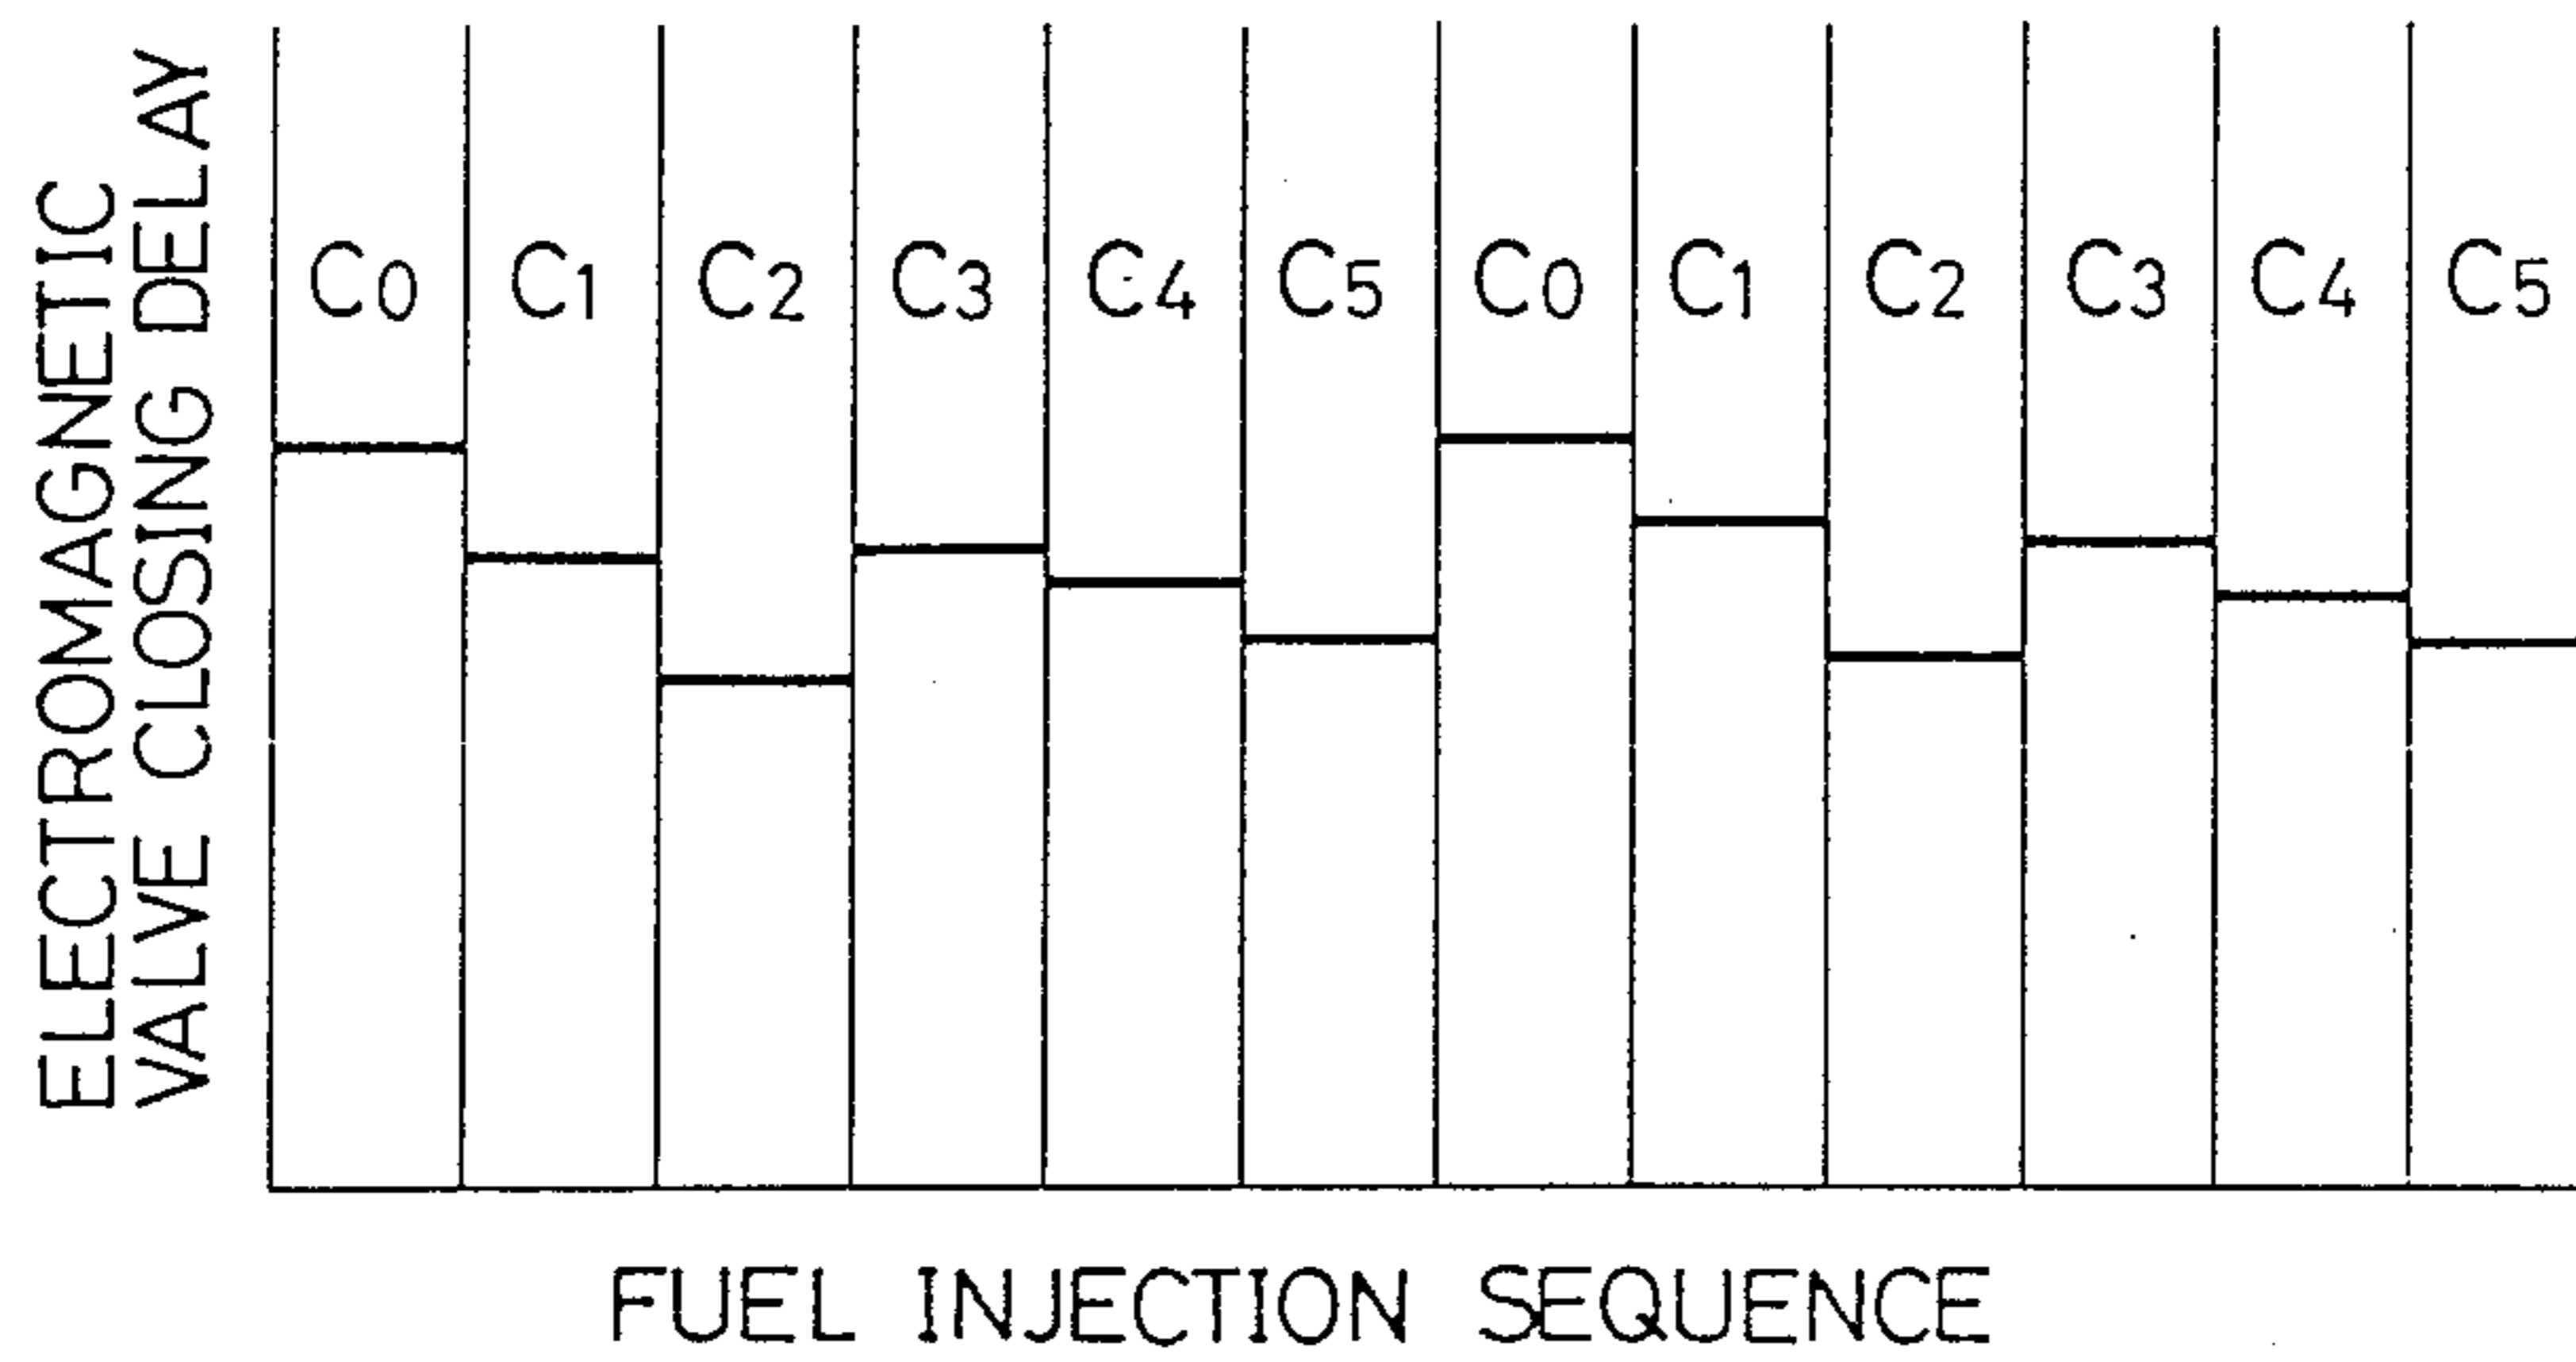 ELECTROMAGNETIC
VALVE CLOSING DELAY
C0 C1 C2 C3 C4 C5 C0 C1 C2 C3 C4 C5
FUEL INJECTION SEQUENCE